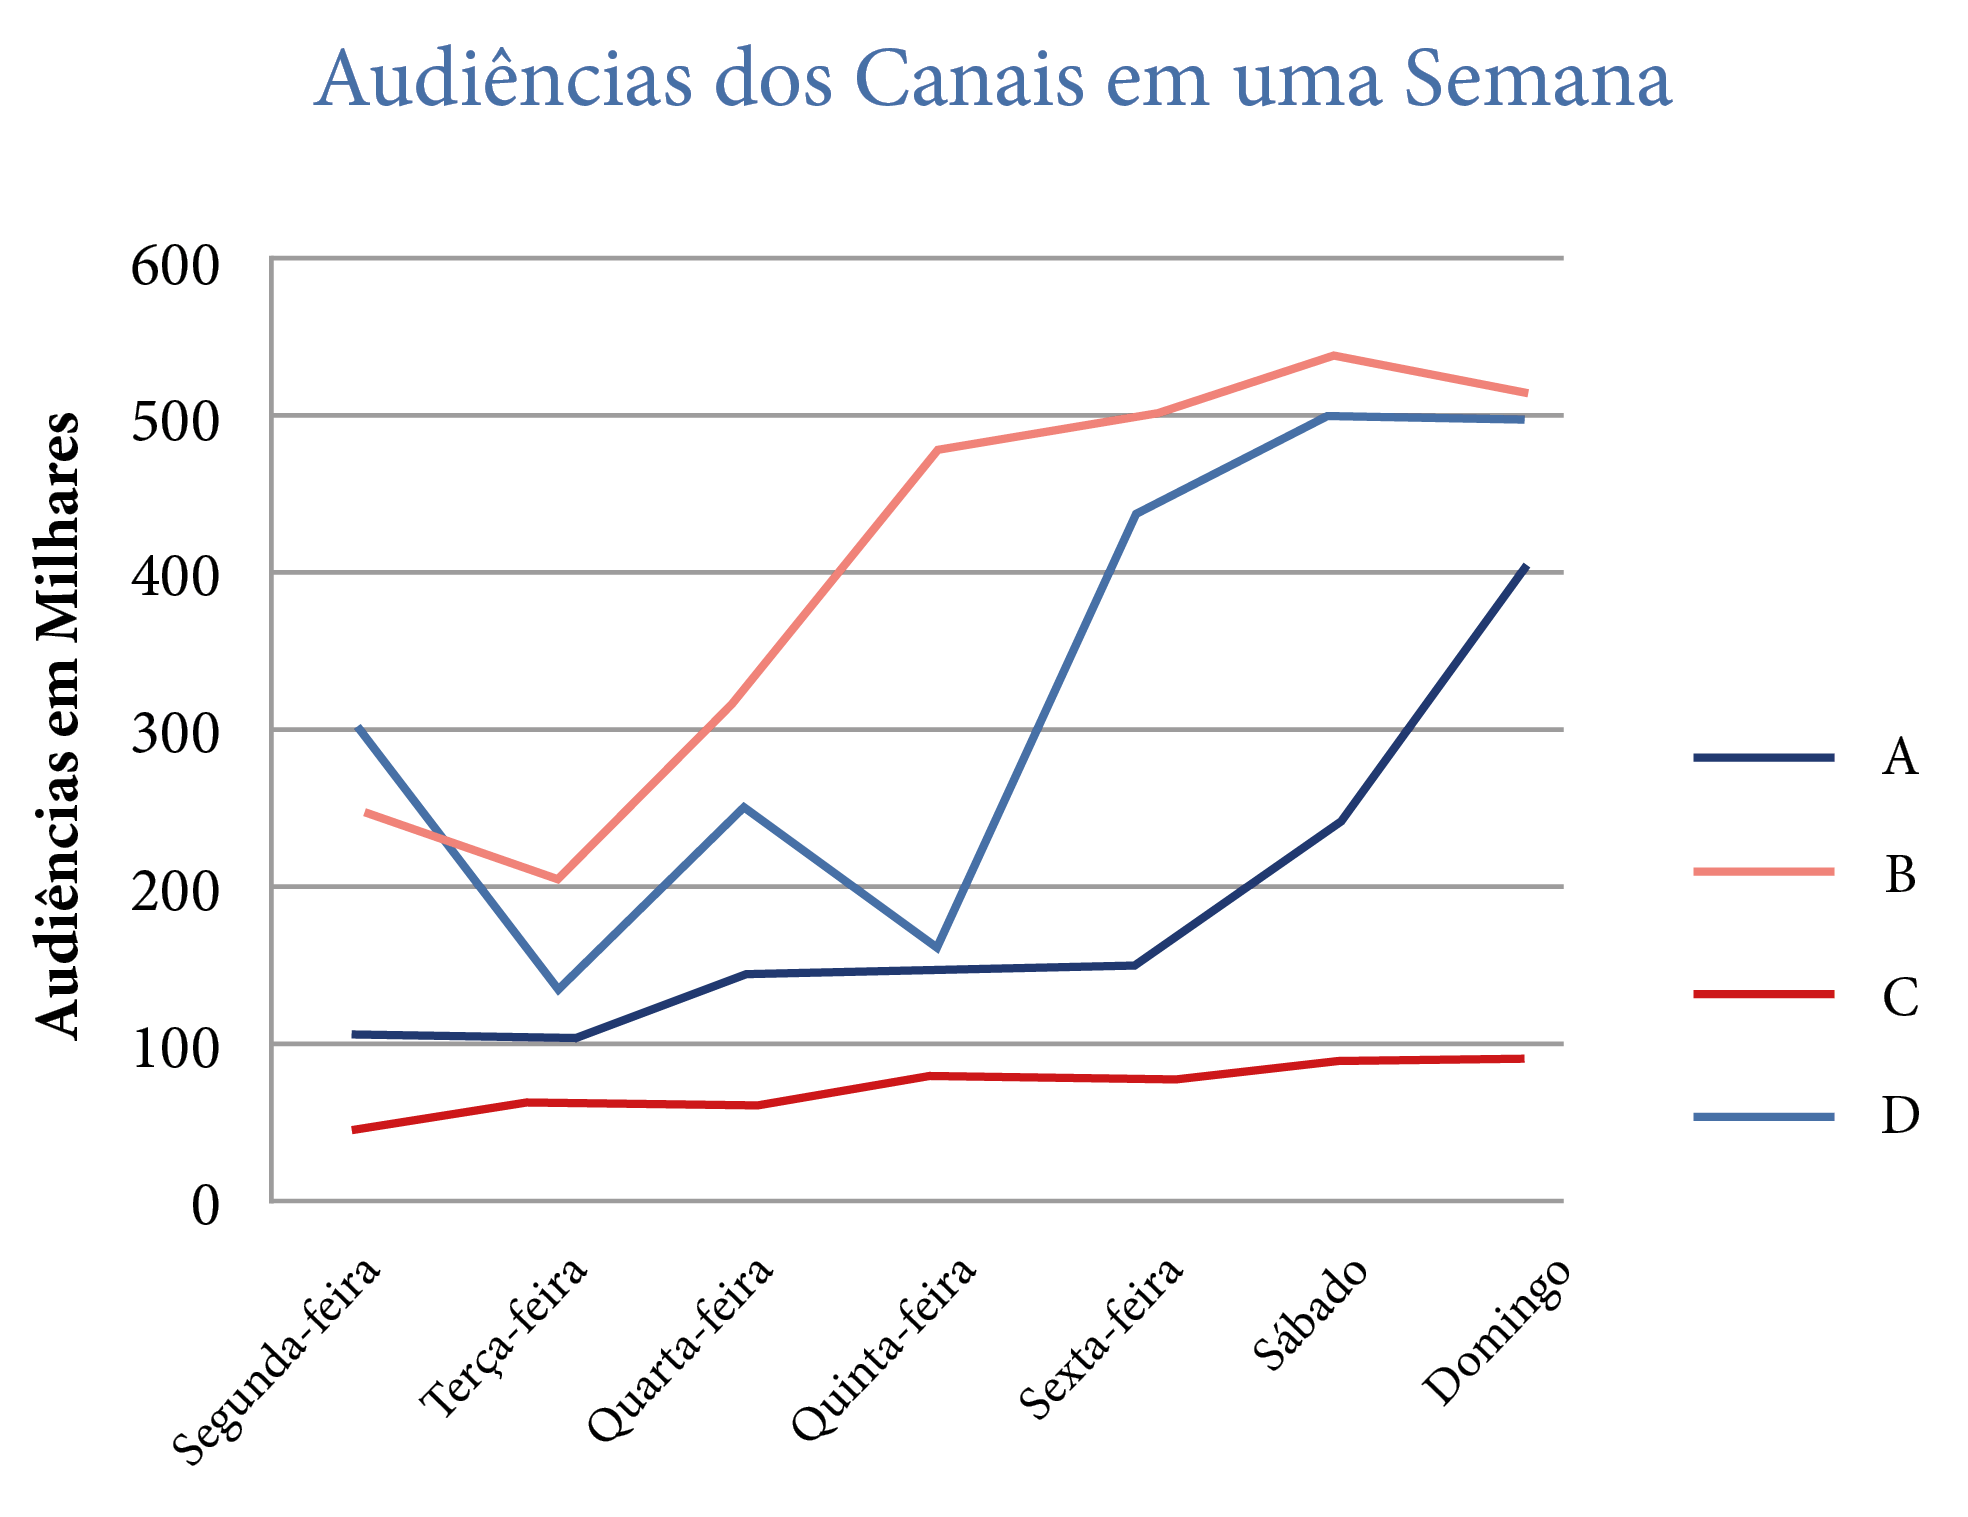 Audiências dos Canais em uma Semana
Audiências em Milhares
600
500
400
300
200
100
0
Segunda-feira
Terça-feira
Quarta-feira
Quinta-feira
Sexta-feira
Sábado
Domingo
A
B
C
D